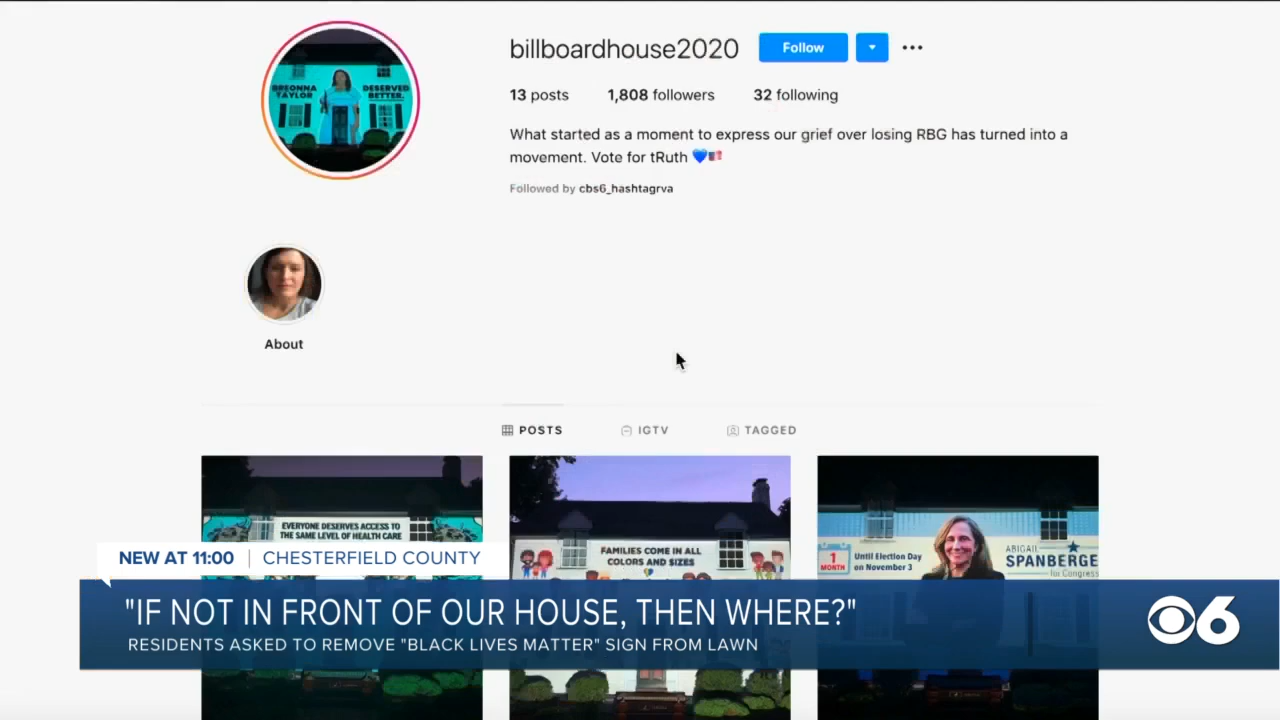 billboardhouse2020
Follow
13 posts 1,808 followers 32 following
What started as a moment to express our grief over losing RBG has turned into a
movement. Vote for tRuth 💙🇺🇸
Followed by cbs6_hashtagrva
BREONNA TAYLOR
DESERVED BETTER.
About
POSTS IGTV TAGGED
EVERYONE DESERVES ACCESS TO
THE SAME LEVEL OF HEALTH CARE
FAMILIES COME IN ALL
COLORS AND SIZES
1
MONTH
Until Election Day
on November 3
ABIGAIL
SPANBERGE
for Congress
NEW AT 11:00 | CHESTERFIELD COUNTY
"IF NOT IN FRONT OF OUR HOUSE, THEN WHERE?"
RESIDENTS ASKED TO REMOVE "BLACK LIVES MATTER" SIGN FROM LAWN
6